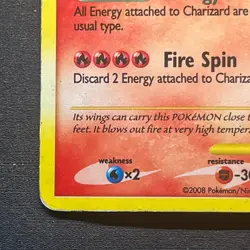 All Energy attached to Charizard are
usual type.
Fire Spin
Discard 2 Energy attached to Chariza
Its wings can carry this POKéMON close t
feet. It blows out fire at very high temper
weakness
resistance
×2
-30
©2008 Pokémon/Nin